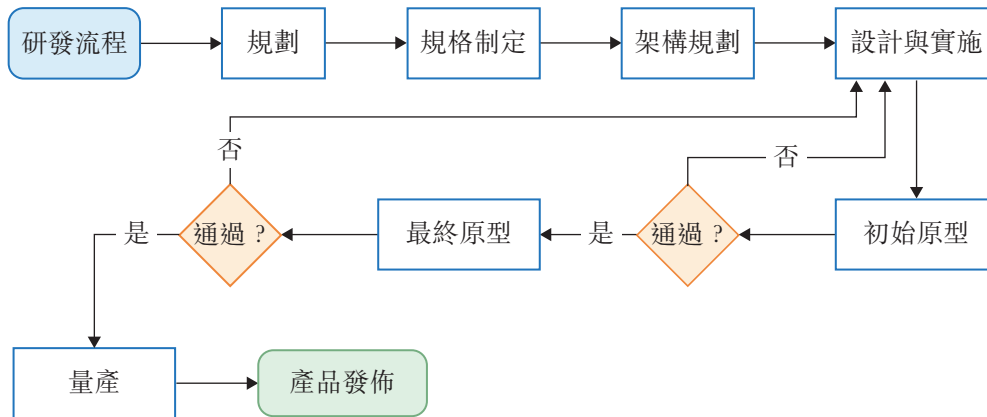 研發流程
規劃
規格制定
架構規劃
設計與實施
否
否
是
通過？
最終原型
是
通過？
初始原型
量產
產品發佈